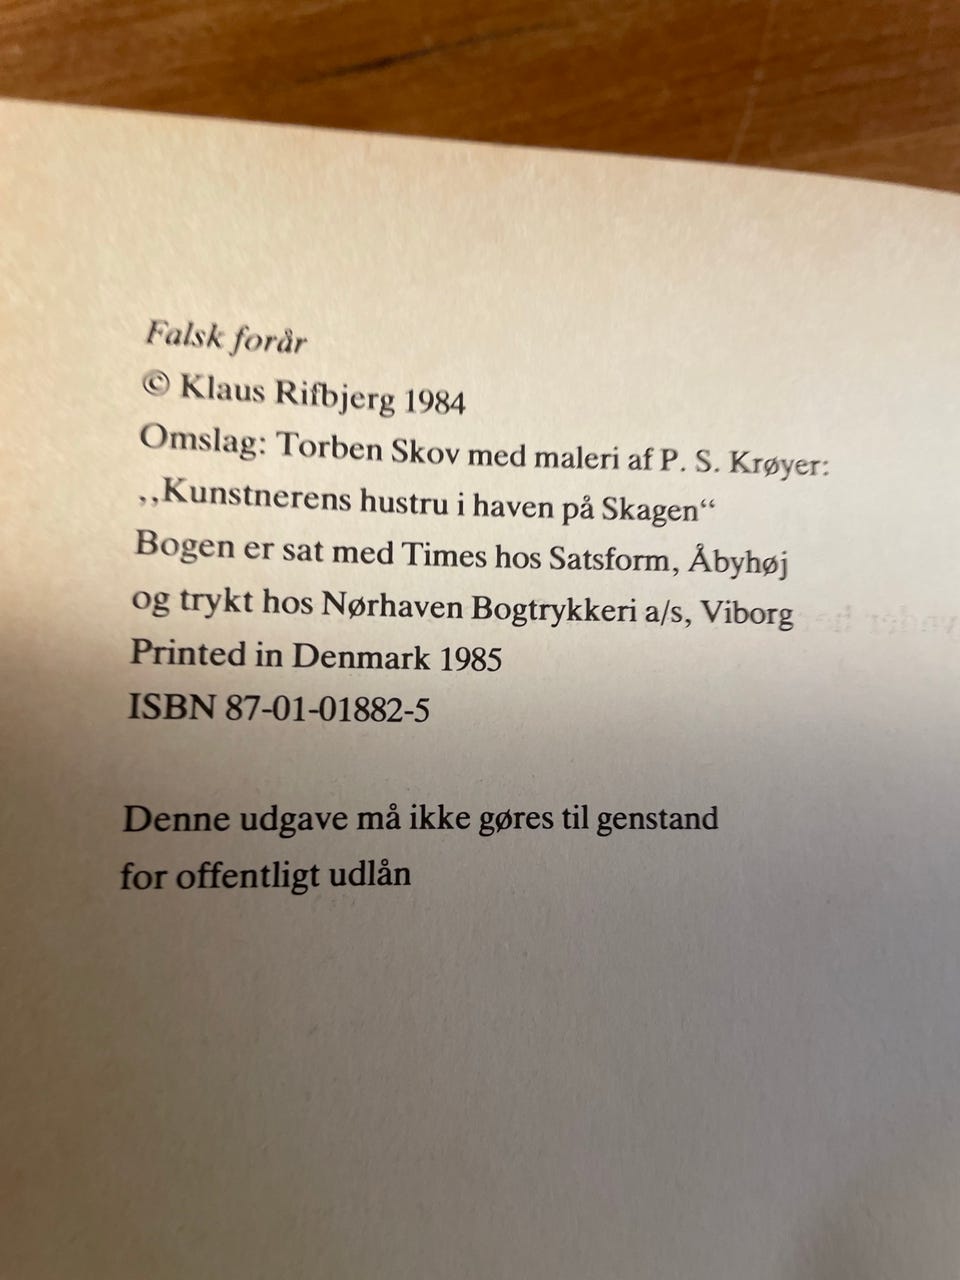 Falsk forår
© Klaus Rifbjerg 1984
Omslag: Torben Skov med maleri af P. S. Krøyer:
,,Kunstnerens hustru i haven på Skagen“
Bogen er sat med Times hos Satsform, Åbyhøj
og trykt hos Nørhaven Bogtrykkeri a/s, Viborg
Printed in Denmark 1985
ISBN 87-01-01882-5
Denne udgave må ikke gøres til genstand
for offentligt udlån